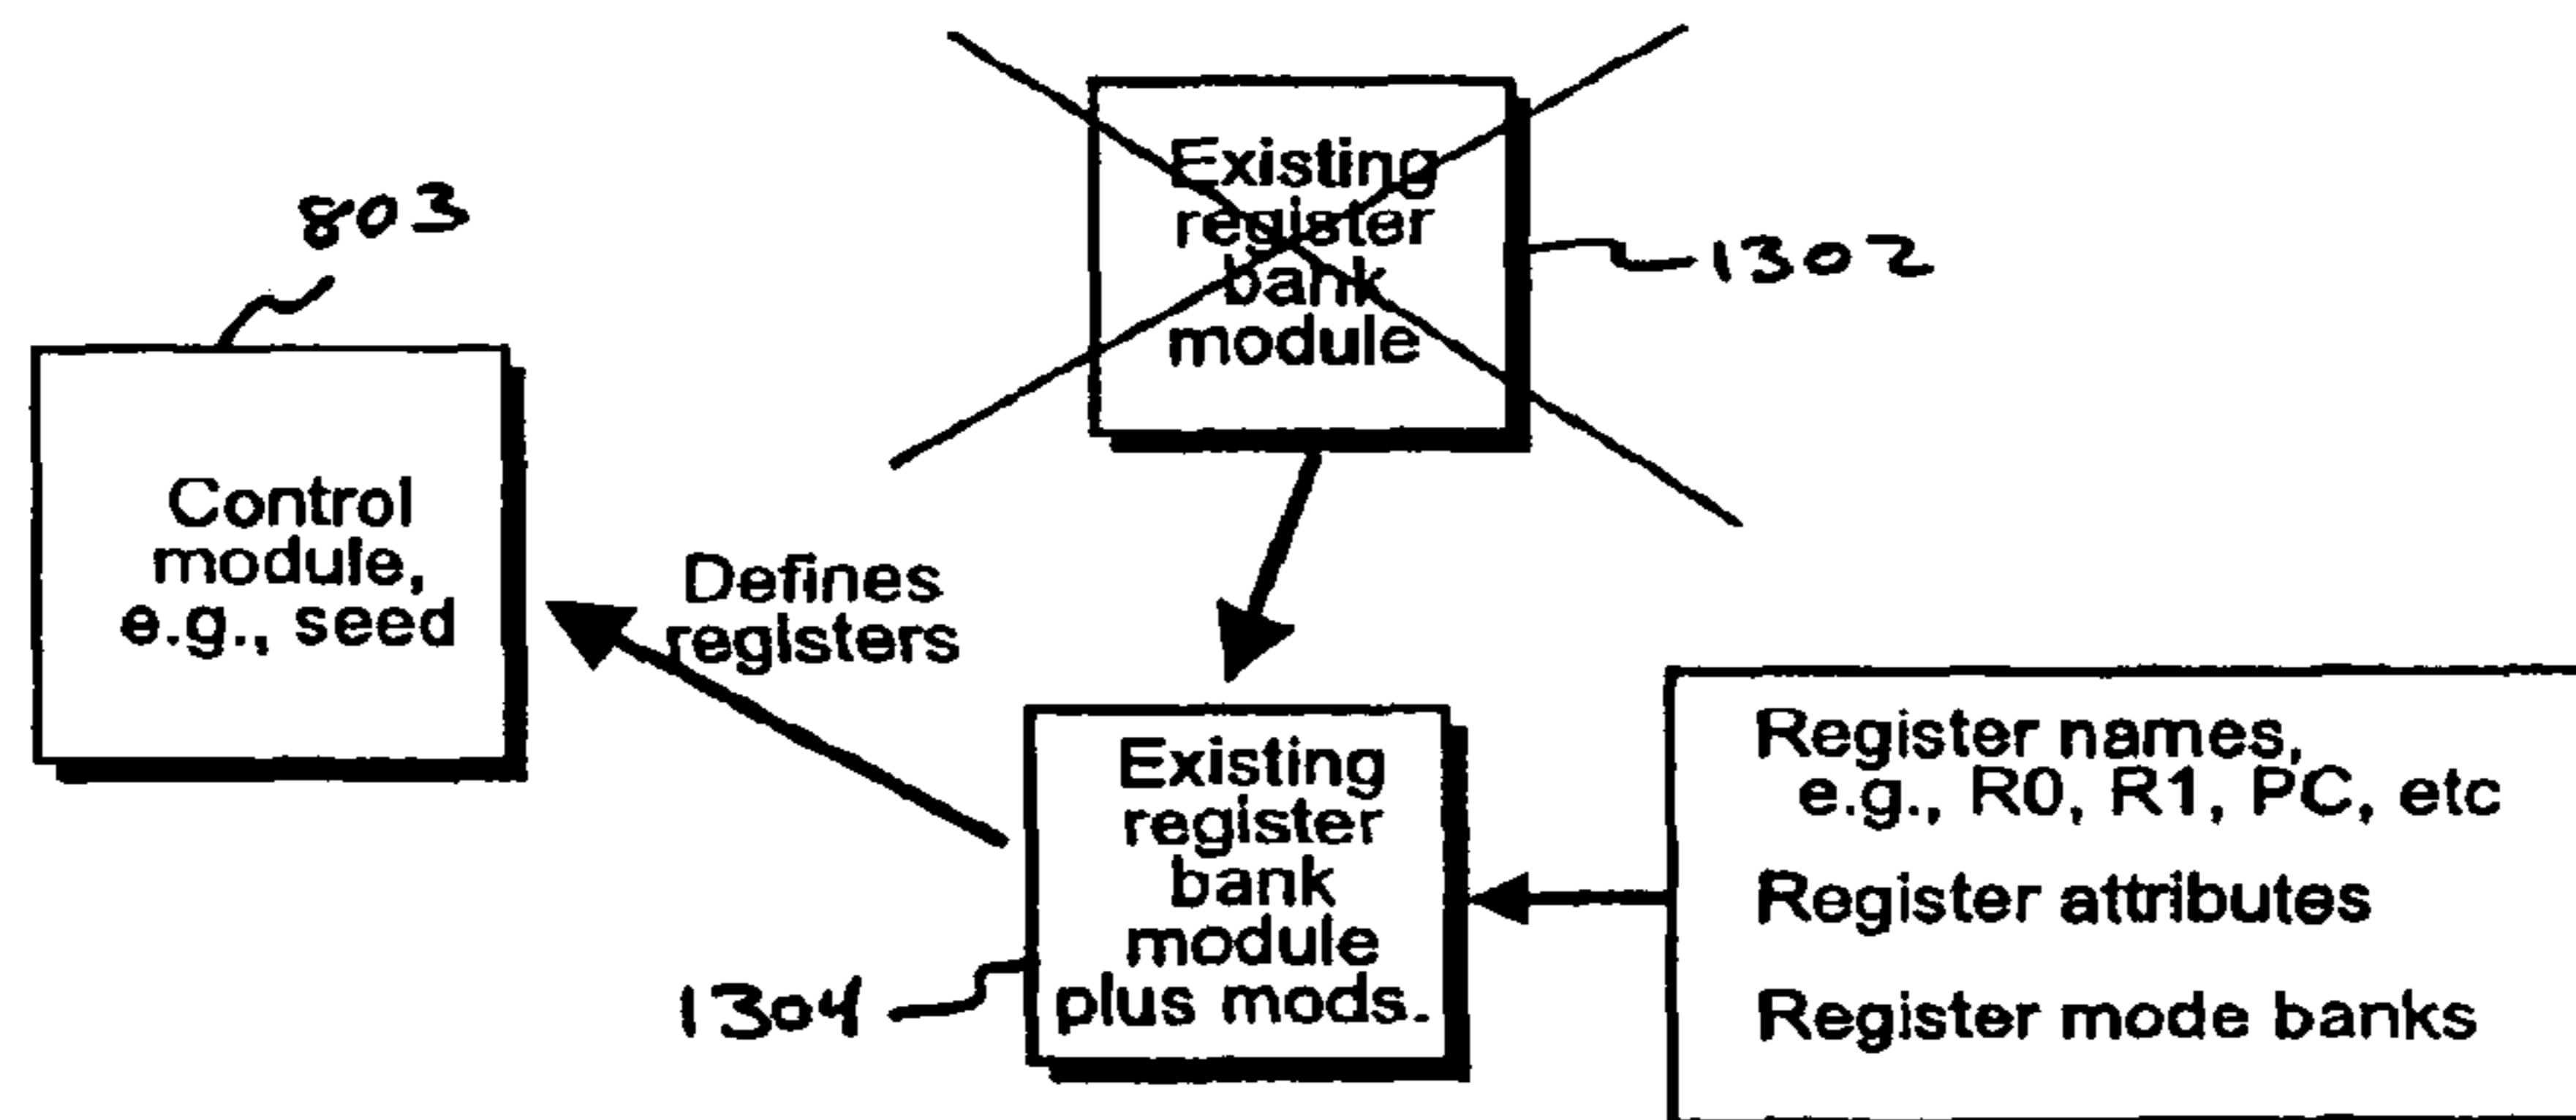 803
Existing
register
bank
module
1302
Control
module,
e.g., seed
Defines
registers
Existing
register
bank
module
plus mods.
1304
Register names,
e.g., R0, R1, PC, etc
Register attributes
Register mode banks